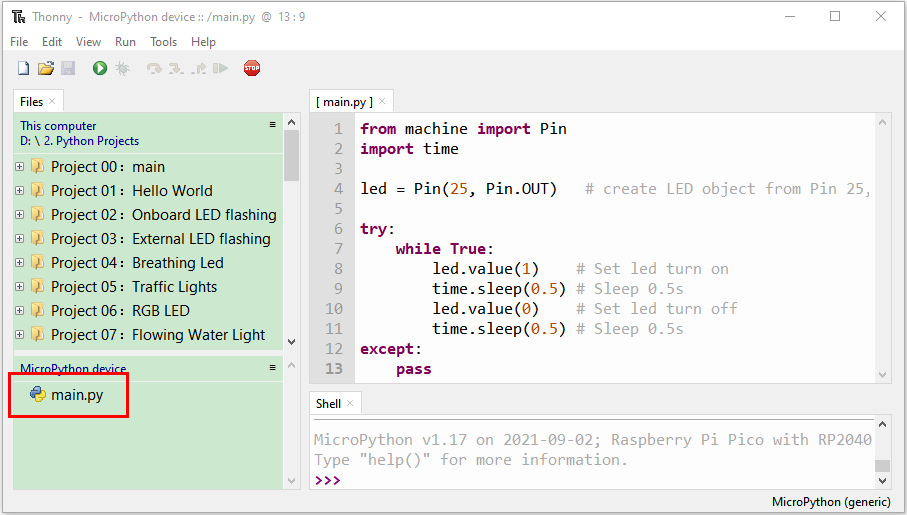 Thonny - MicroPython device :: /main.py @ 13 : 9
File Edit View Run Tools Help
STOP
Files ×
This computer
D: \ 2. Python Projects
Project 00：main
Project 01：Hello World
Project 02：Onboard LED flashing
Project 03：External LED flashing
Project 04：Breathing Led
Project 05：Traffic Lights
Project 06：RGB LED
Project 07：Flowing Water Light
MicroPython device
main.py
[ main.py ] ×
1 from machine import Pin
2 import time
3
4 led = Pin(25, Pin.OUT)   # create LED object from Pin 25,
5
6 try:
7     while True:
8         led.value(1)    # Set led turn on
9         time.sleep(0.5) # Sleep 0.5s
10         led.value(0)    # Set led turn off
11         time.sleep(0.5) # Sleep 0.5s
12 except:
13     pass
Shell ×
MicroPython v1.17 on 2021-09-02; Raspberry Pi Pico with RP2040
Type "help()" for more information.
>>>
MicroPython (generic)